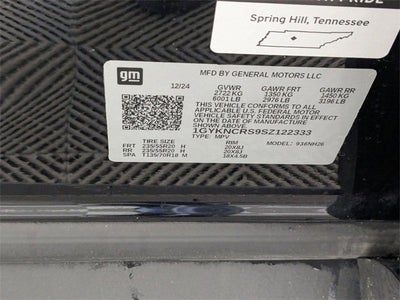 PRIDE
Spring Hill, Tennessee
gm
MFD BY GENERAL MOTORS LLC
12/24
GVWR GAWR FRT GAWR RR
2722 KG 1350 KG 1450 KG
6001 LB 2976 LB 3196 LB
THIS VEHICLE CONFORMS TO ALL
APPLICABLE U.S. FEDERAL MOTOR
VEHICLE SAFETY STANDARDS IN EFFECT
ON THE DATE OF MANUFACTURE
SHOWN ABOVE.
1GYKNCRS9SZ122333
TYPE: MPV MODEL: 936NH26
TIRE SIZE RIM
FRT 235/55R20 H 20X8J
RR 235/55R20 H 20X8J
SPA T135/70R18 M 18X4.5B